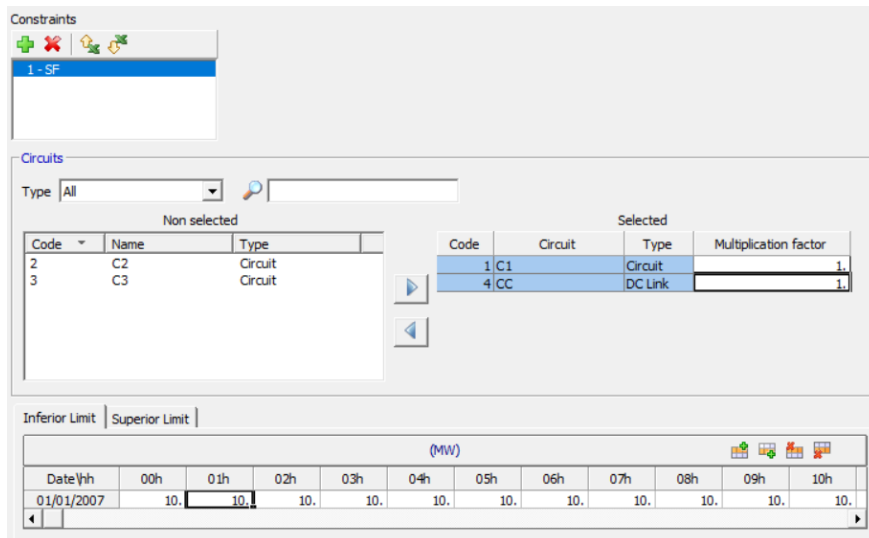 Constraints
1 - SF
Circuits
Type All
Non selected
Selected
Code Name Type
2 C2 Circuit
3 C3 Circuit
Code Circuit Type Multiplication factor
1 C1 Circuit 1.
4 CC DC Link 1.
Inferior Limit Superior Limit
(MW)
Date\hh 00h 01h 02h 03h 04h 05h 06h 07h 08h 09h 10h
01/01/2007 10. 10. 10. 10. 10. 10. 10. 10. 10. 10. 10.